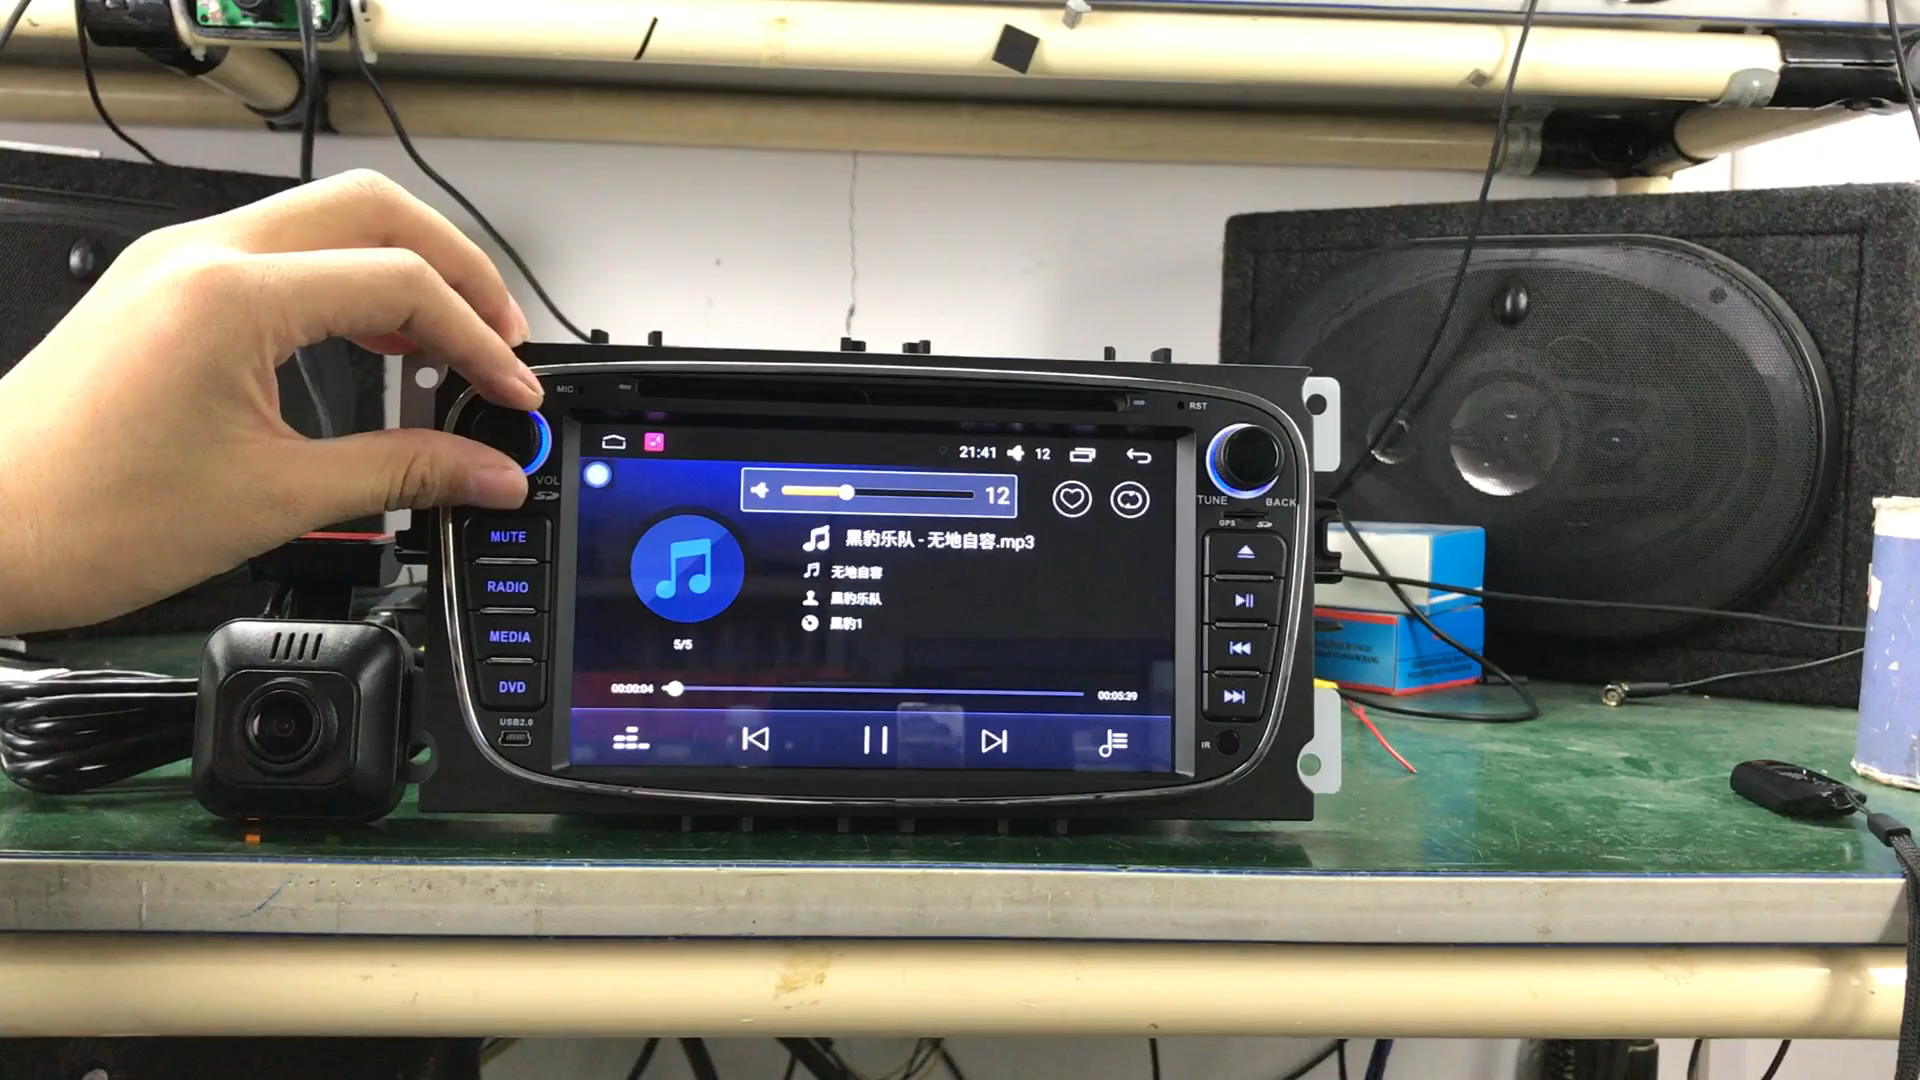 MIC
RST
21:41 12
VOL
12
TUNE BACK
GPS
黑豹乐队 - 无地自容.mp3
MUTE
无地自容
RADIO
黑豹乐队
黑豹1
MEDIA
5/5
DVD
00:00:04 00:05:39
USB2.0
IR